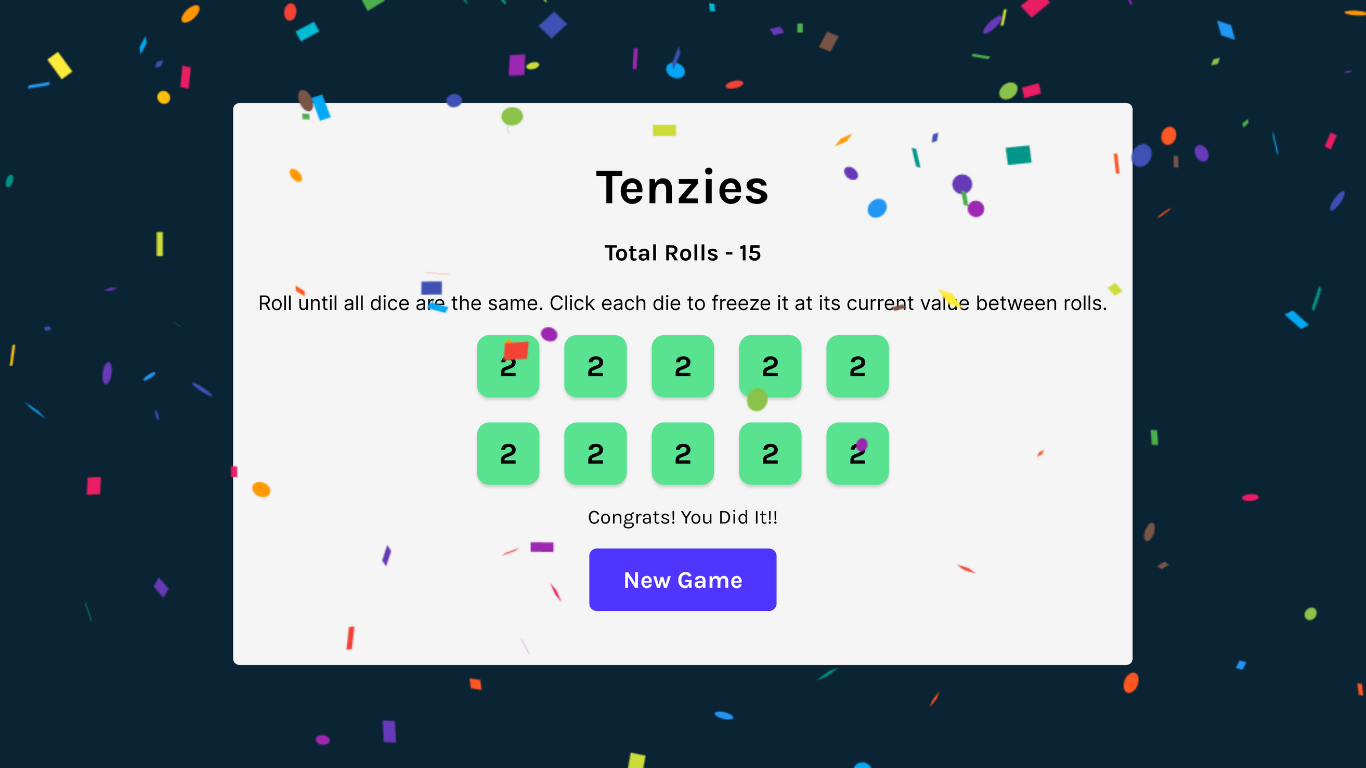 Tenzies
Total Rolls - 15
Roll until all dice are the same. Click each die to freeze it at its current value between rolls.
2 2 2 2 2
2 2 2 2 2
Congrats! You Did It!!
New Game